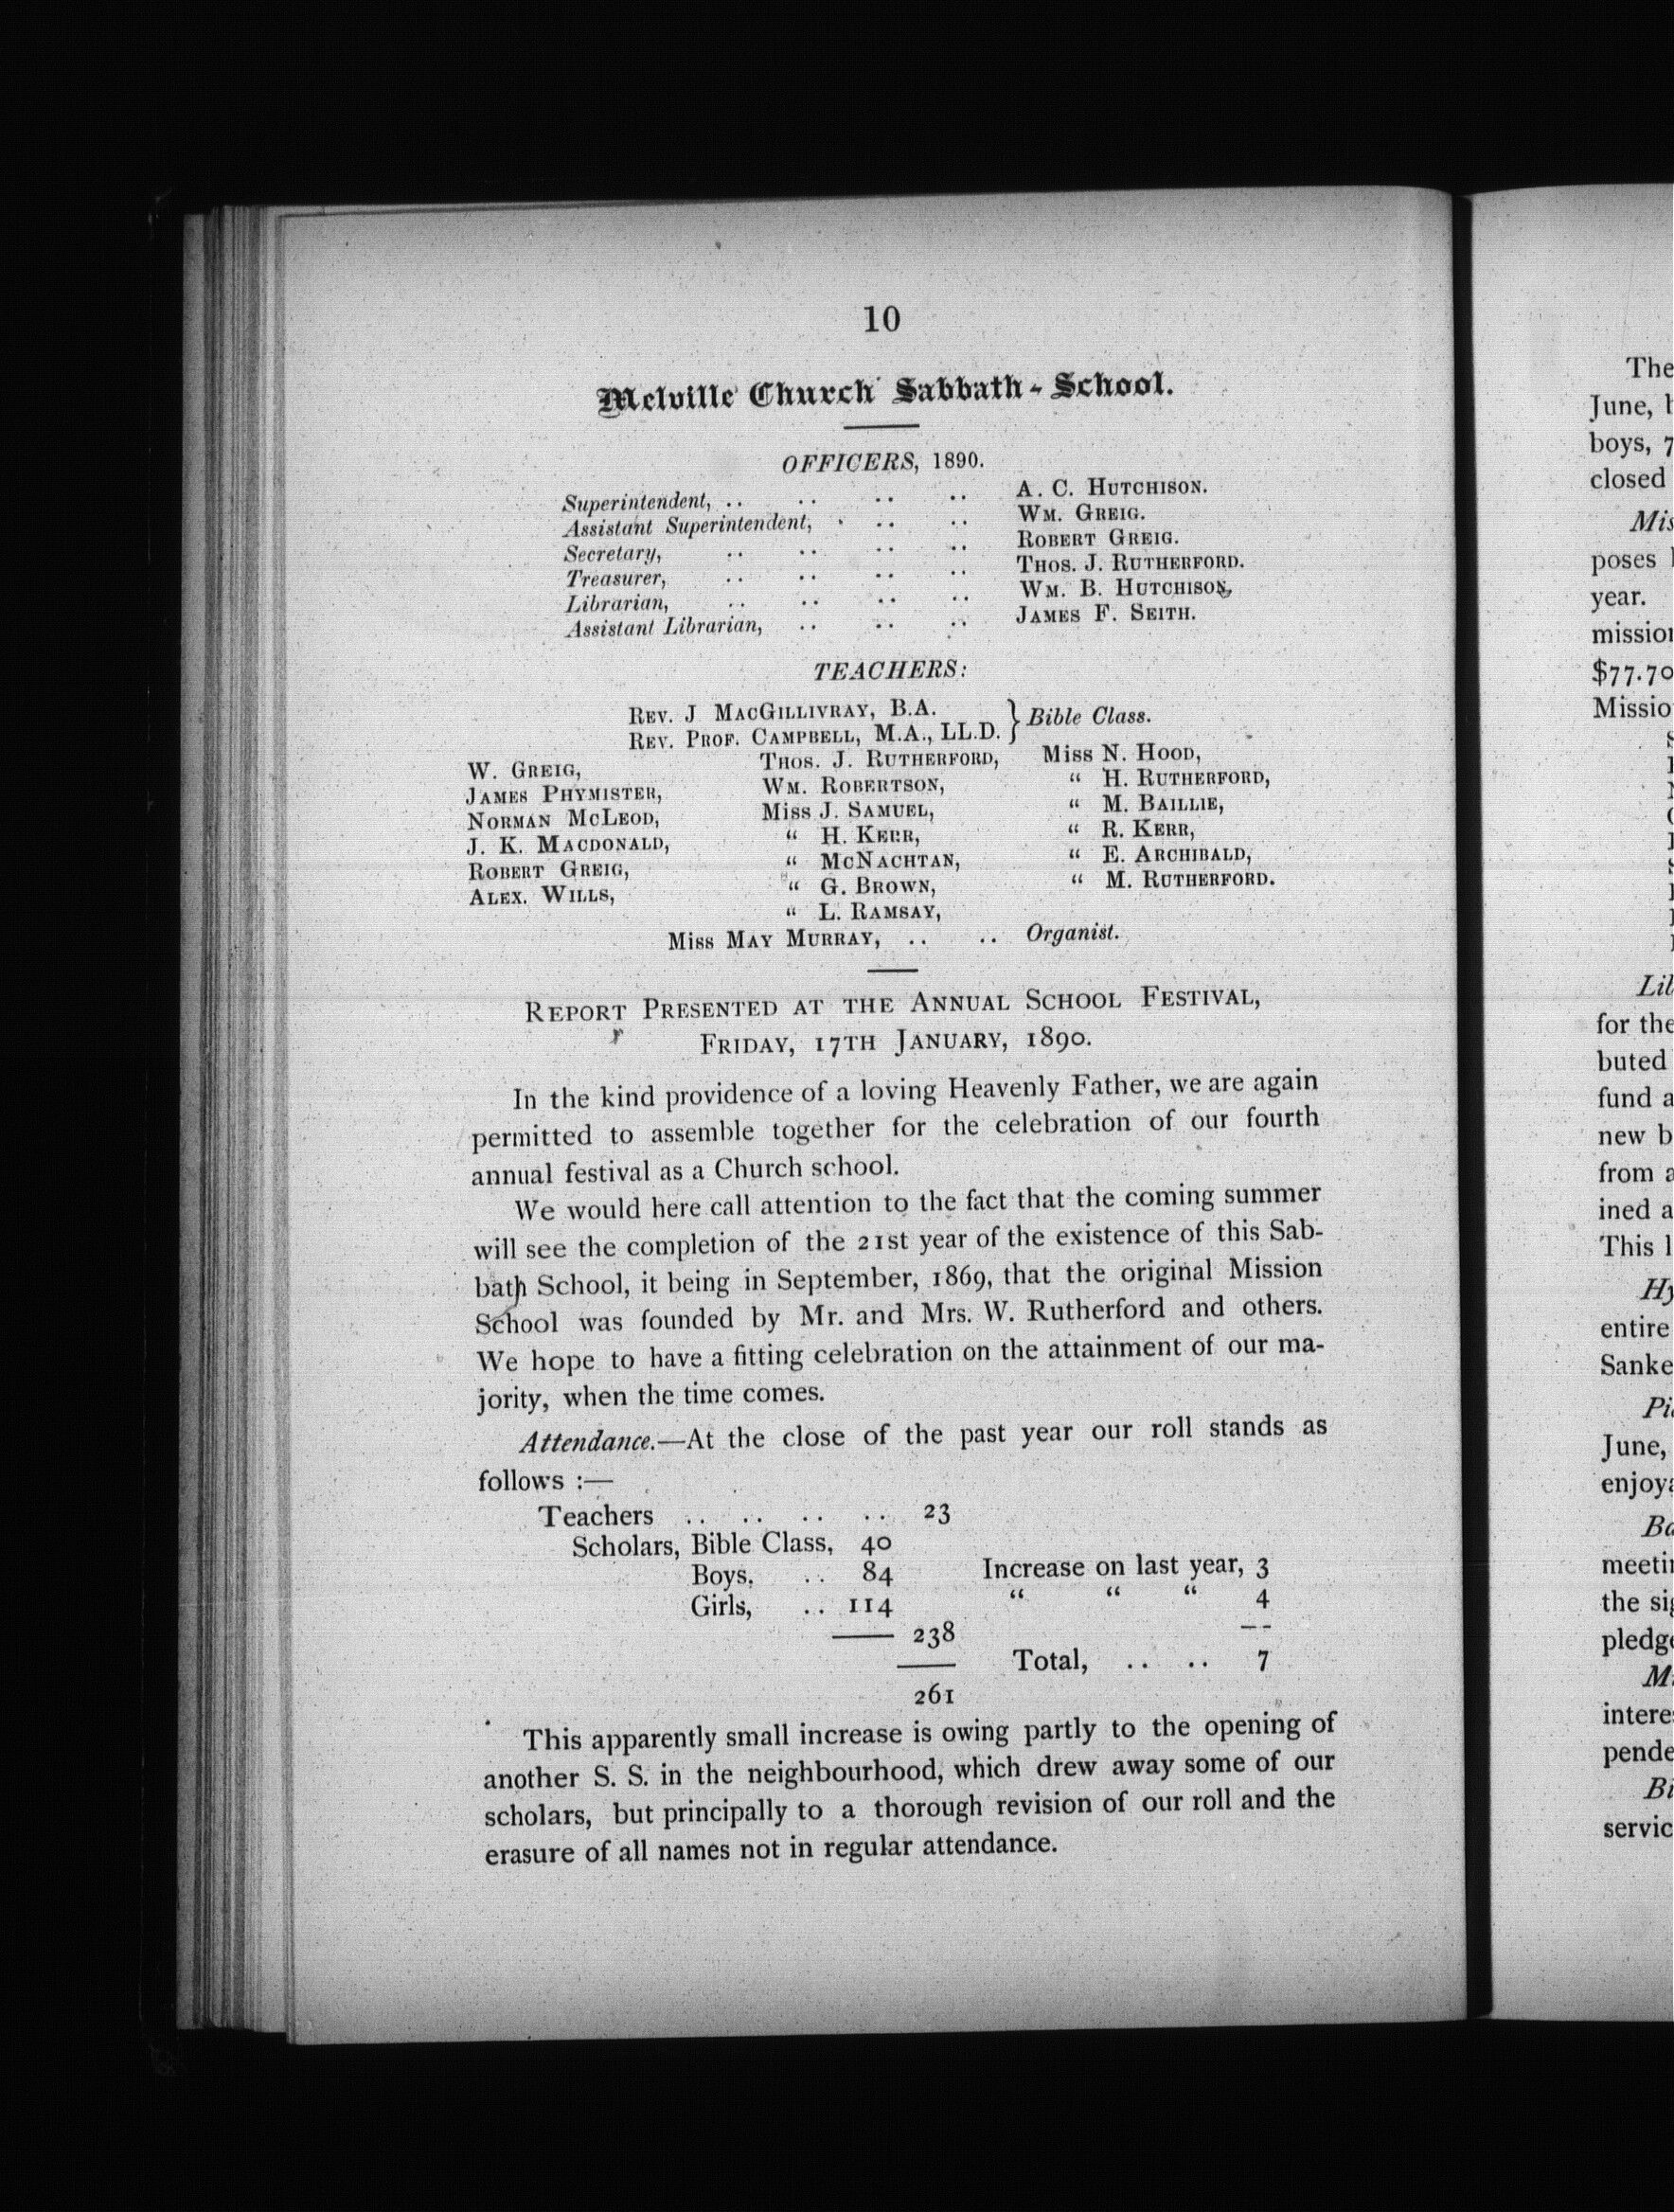 10
Melville Church Sabbath-School.
OFFICERS, 1890.
Superintendent, .. .. .. .. A. C. HUTCHISON.
Assistant Superintendent, . .. .. WM. GREIG.
Secretary, .. .. .. .. ROBERT GREIG.
Treasurer, .. .. .. .. THOS. J. RUTHERFORD.
Librarian, .. .. .. .. WM. B. HUTCHISON,
Assistant Librarian, .. .. .. JAMES F. SEITH.
TEACHERS:
REV. J MACGILLIVRAY, B.A.
REV. PROF. CAMPBELL, M.A., LL.D. } Bible Class.
W. GREIG, THOS. J. RUTHERFORD, Miss N. HOOD,
JAMES PHYMISTER, WM. ROBERTSON, “ H. RUTHERFORD,
NORMAN MCLEOD, Miss J. SAMUEL, “ M. BAILLIE,
J. K. MACDONALD, “ H. KERR, “ R. KERR,
ROBERT GREIG, “ MCNACHTAN, “ E. ARCHIBALD,
ALEX. WILLS, “ G. BROWN, “ M. RUTHERFORD.
“ L. RAMSAY,
Miss MAY MURRAY, .. .. Organist.
REPORT PRESENTED AT THE ANNUAL SCHOOL FESTIVAL,
FRIDAY, 17TH JANUARY, 1890.
In the kind providence of a loving Heavenly Father, we are again
permitted to assemble together for the celebration of our fourth
annual festival as a Church school.
We would here call attention to the fact that the coming summer
will see the completion of the 21st year of the existence of this Sab-
bath School, it being in September, 1869, that the original Mission
School was founded by Mr. and Mrs. W. Rutherford and others.
We hope to have a fitting celebration on the attainment of our ma-
jority, when the time comes.
Attendance.—At the close of the past year our roll stands as
follows :—
Teachers .. .. .. .. 23
Scholars, Bible Class, 40
Boys, .. 84 Increase on last year, 3
Girls, .. 114 “ “ “ 4
238
Total, .. .. 7
261
This apparently small increase is owing partly to the opening of
another S. S. in the neighbourhood, which drew away some of our
scholars, but principally to a thorough revision of our roll and the
erasure of all names not in regular attendance.
The
June,
boys, 7
closed
poses
year.
$77.70
for the
buted
fund a
new b
from a
ined a
This
entire
June,